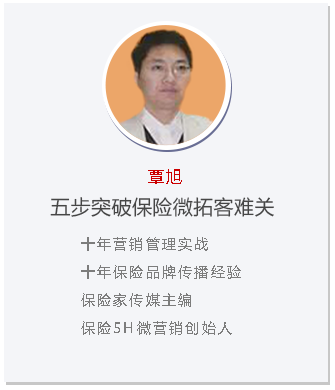 覃旭
五步突破保险微拓客难关
十年营销管理实战
十年保险品牌传播经验
保险家传媒主编
保险5H微营销创始人